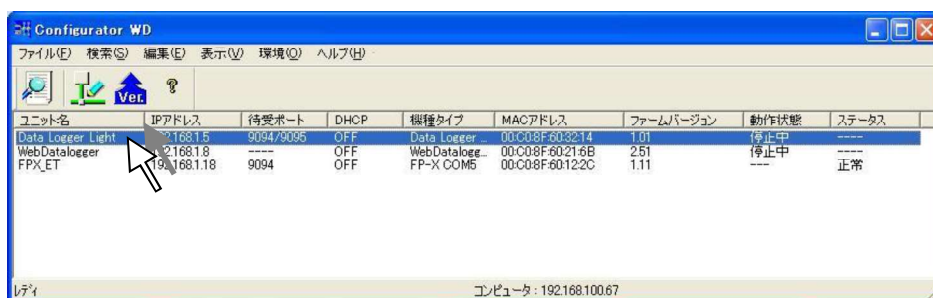 Configurator WD
ファイル(F) 検索(S) 編集(E) 表示(V) 環境(O) ヘルプ(H)
Ver. ?
ユニット名 IPアドレス 待受ポート DHCP 機種タイプ MACアドレス ファームバージョン 動作状態 ステータス
Data Logger Light 192.168.1.5 9094/9095 OFF Data Logger ... 00:C0:8F:60:32:14 1.01 停止中 ----
WebDatalogger 192.168.1.8 ---- OFF WebDatalogg... 00:C0:8F:60:21:6B 2.51 停止中 ----
FPX_ET 192.168.1.18 9094 OFF FP-X COM5 00:C0:8F:60:12:2C 1.11 --- 正常
ﾚﾃﾞｨ コンピュータ : 192.168.100.67